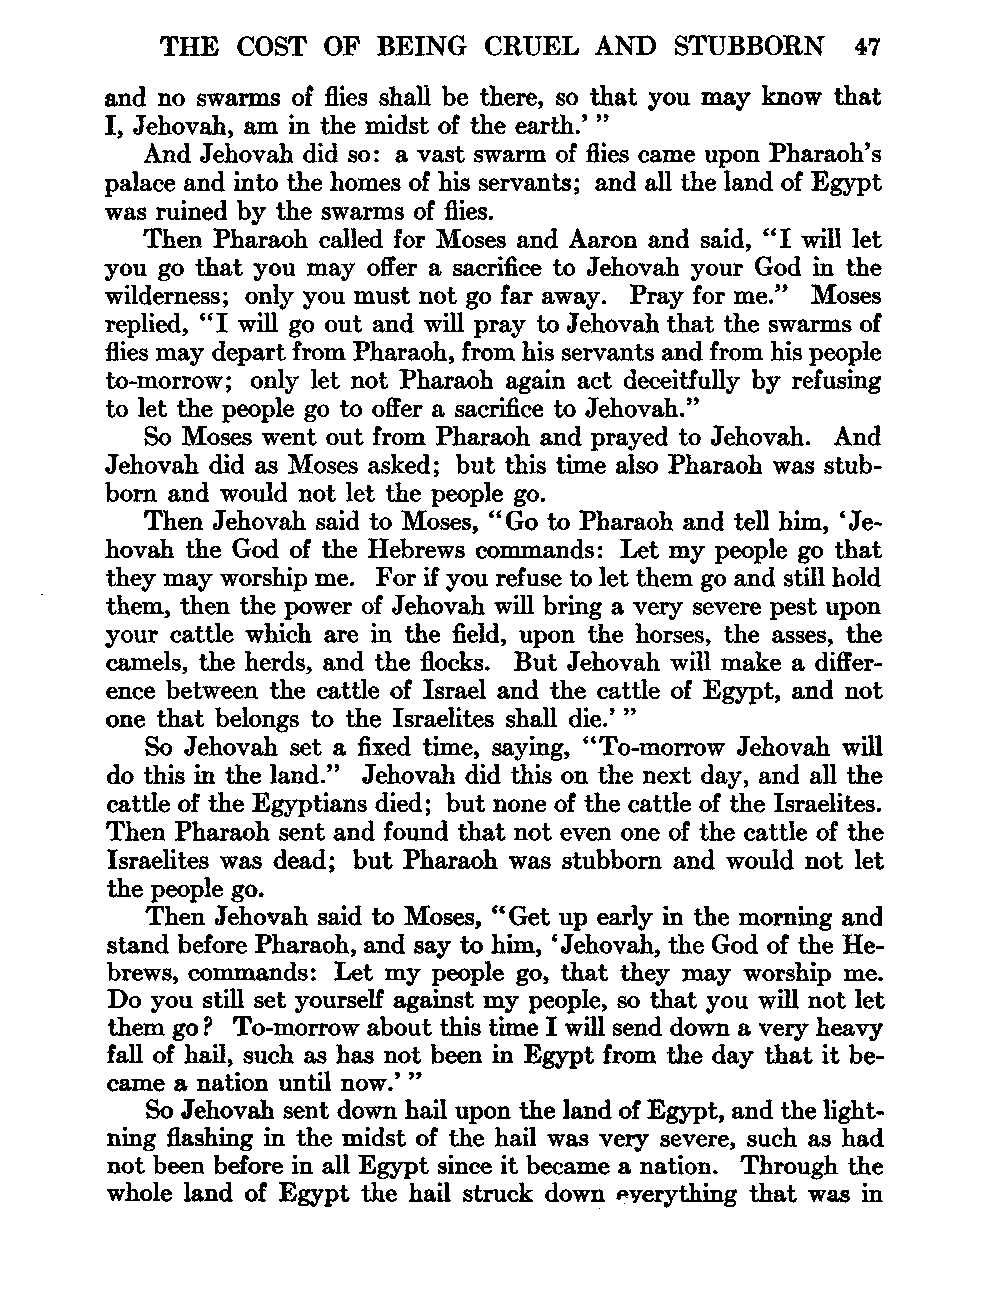 THE COST OF BEING CRUEL AND STUBBORN 47
and no swarms of flies shall be there, so that you may know that
I, Jehovah, am in the midst of the earth.’ ”
And Jehovah did so: a vast swarm of flies came upon Pharaoh’s
palace and into the homes of his servants; and all the land of Egypt
was ruined by the swarms of flies.
Then Pharaoh called for Moses and Aaron and said, “I will let
you go that you may offer a sacrifice to Jehovah your God in the
wilderness; only you must not go far away. Pray for me.” Moses
replied, “I will go out and will pray to Jehovah that the swarms of
flies may depart from Pharaoh, from his servants and from his people
to-morrow; only let not Pharaoh again act deceitfully by refusing
to let the people go to offer a sacrifice to Jehovah.”
So Moses went out from Pharaoh and prayed to Jehovah. And
Jehovah did as Moses asked; but this time also Pharaoh was stub-
born and would not let the people go.
Then Jehovah said to Moses, “Go to Pharaoh and tell him, ‘Je-
hovah the God of the Hebrews commands: Let my people go that
they may worship me. For if you refuse to let them go and still hold
them, then the power of Jehovah will bring a very severe pest upon
your cattle which are in the field, upon the horses, the asses, the
camels, the herds, and the flocks. But Jehovah will make a differ-
ence between the cattle of Israel and the cattle of Egypt, and not
one that belongs to the Israelites shall die.’ ”
So Jehovah set a fixed time, saying, “To-morrow Jehovah will
do this in the land.” Jehovah did this on the next day, and all the
cattle of the Egyptians died; but none of the cattle of the Israelites.
Then Pharaoh sent and found that not even one of the cattle of the
Israelites was dead; but Pharaoh was stubborn and would not let
the people go.
Then Jehovah said to Moses, “Get up early in the morning and
stand before Pharaoh, and say to him, ‘Jehovah, the God of the He-
brews, commands: Let my people go, that they may worship me.
Do you still set yourself against my people, so that you will not let
them go? To-morrow about this time I will send down a very heavy
fall of hail, such as has not been in Egypt from the day that it be-
came a nation until now.’ ”
So Jehovah sent down hail upon the land of Egypt, and the light-
ning flashing in the midst of the hail was very severe, such as had
not been before in all Egypt since it became a nation. Through the
whole land of Egypt the hail struck down everything that was in